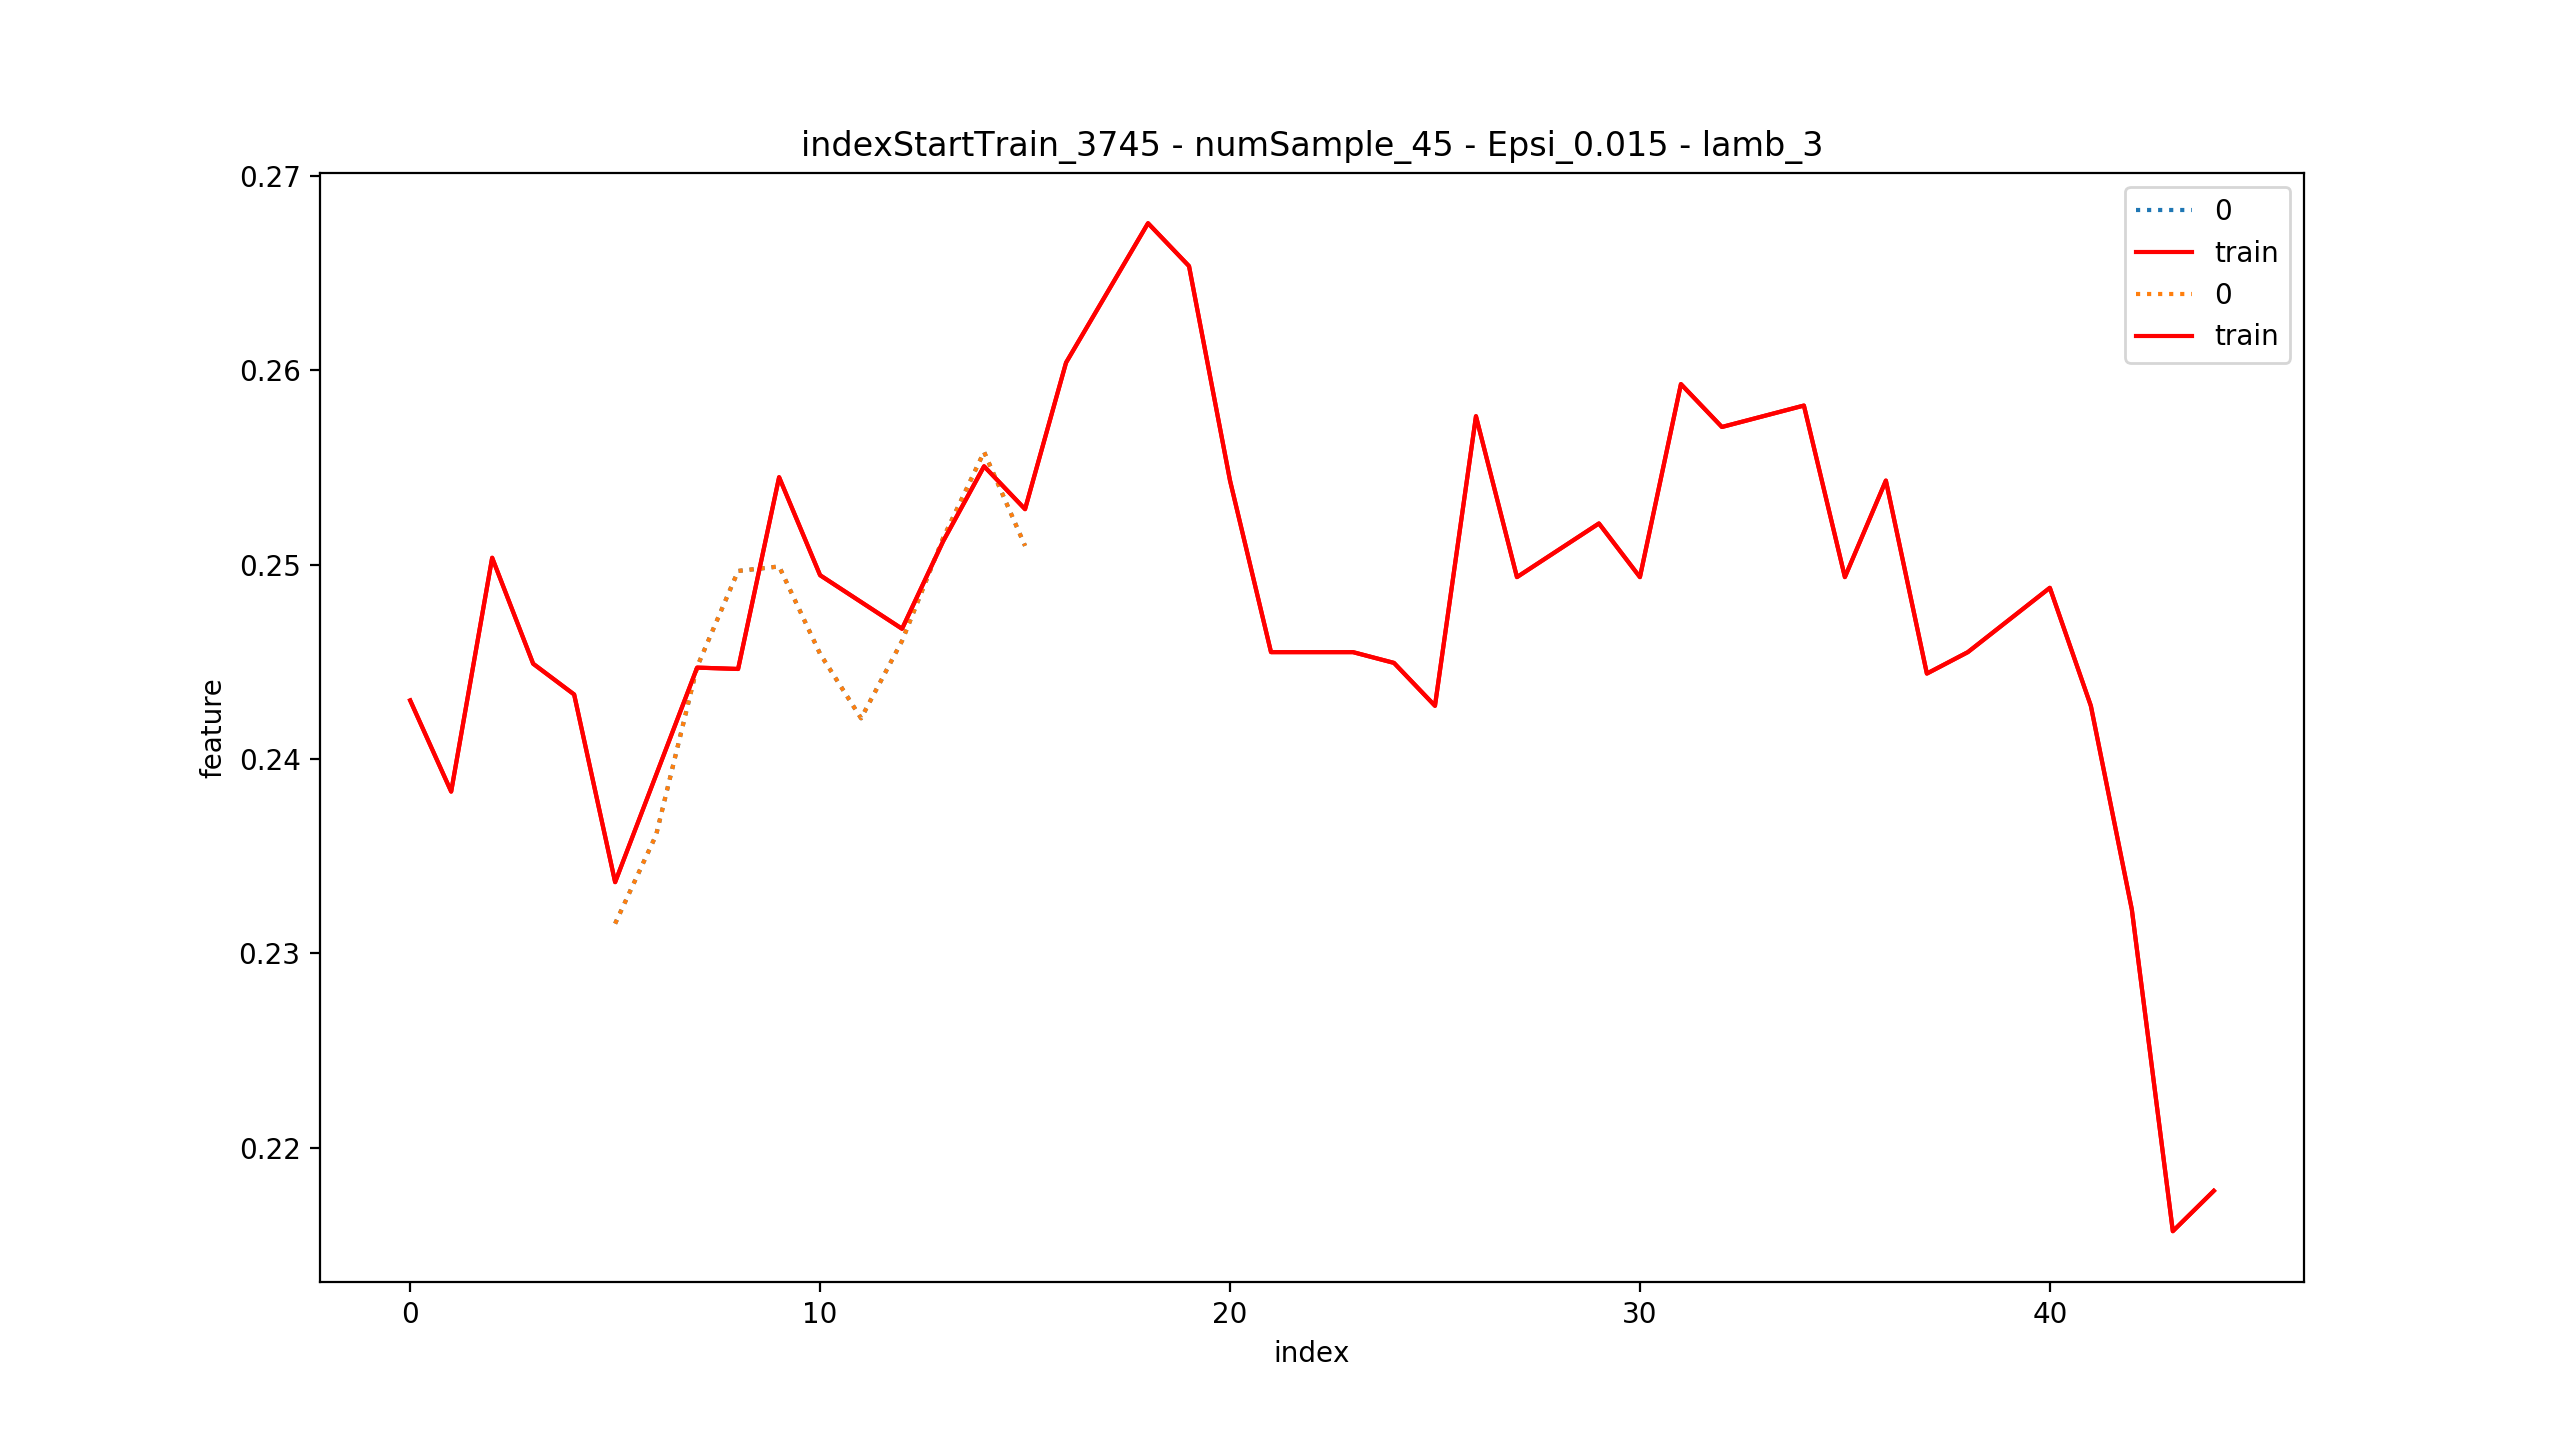 indexStartTrain_3745 - numSample_45 - Epsi_0.015 - lamb_3
0.27
0.26
0.25
0.24
0.23
0.22
feature
0
train
0
train
0 10 20 30 40
index